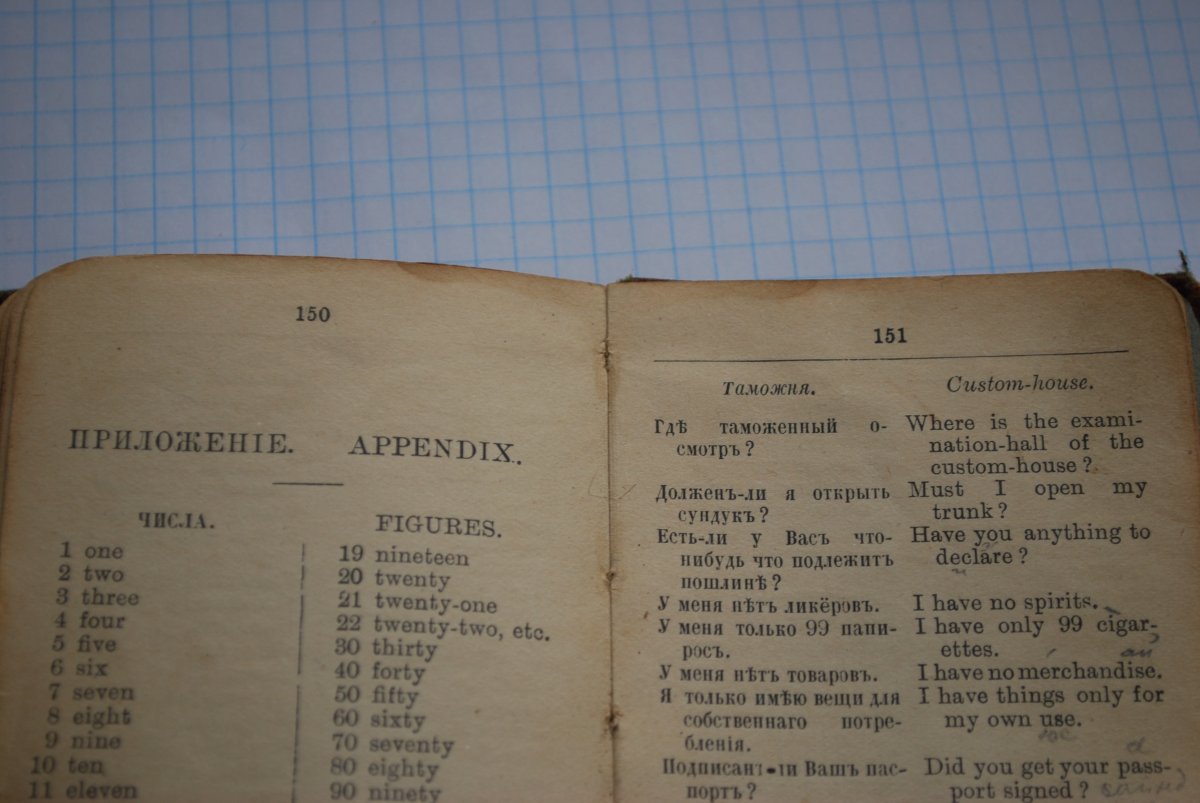 150
ПРИЛОЖЕНІЕ. APPENDIX.
ЧИСЛА.
1 one
2 two
3 three
4 four
5 five
6 six
7 seven
8 eight
9 nine
10 ten
11 eleven
FIGURES.
19 nineteen
20 twenty
21 twenty-one
22 twenty-two, etc.
30 thirty
40 forty
50 fifty
60 sixty
70 seventy
80 eighty
90 ninety
151
Таможня.
Гдѣ таможенный о-
смотръ?
Долженъ-ли я открыть
сундукъ?
Есть-ли у Васъ что-
нибудь что подлежитъ
пошлинѣ?
У меня нѣтъ ликёровъ.
У меня только 99 папи-
росъ.
У меня нѣтъ товаровъ.
Я только имѣю вещи для
собственнаго потре-
бленія.
Подписанъ-ли Вашъ пас-
портъ?
Custom-house.
Where is the exami-
nation-hall of the
custom-house?
Must I open my
trunk?
Have you anything to
declare?
I have no spirits.
I have only 99 cigar-
ettes.
I have no merchandise.
I have things only for
my own use.
Did you get your pass-
port signed?